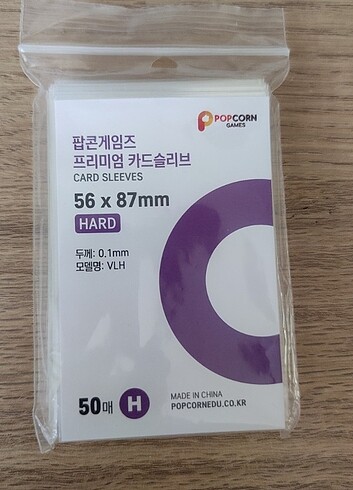 POPCORN
GAMES
팝콘게임즈
프리미엄 카드슬리브
CARD SLEEVES
56 x 87mm
HARD
두께: 0.1mm
모델명: VLH
50매 H
MADE IN CHINA
POPCORNEDU.CO.KR